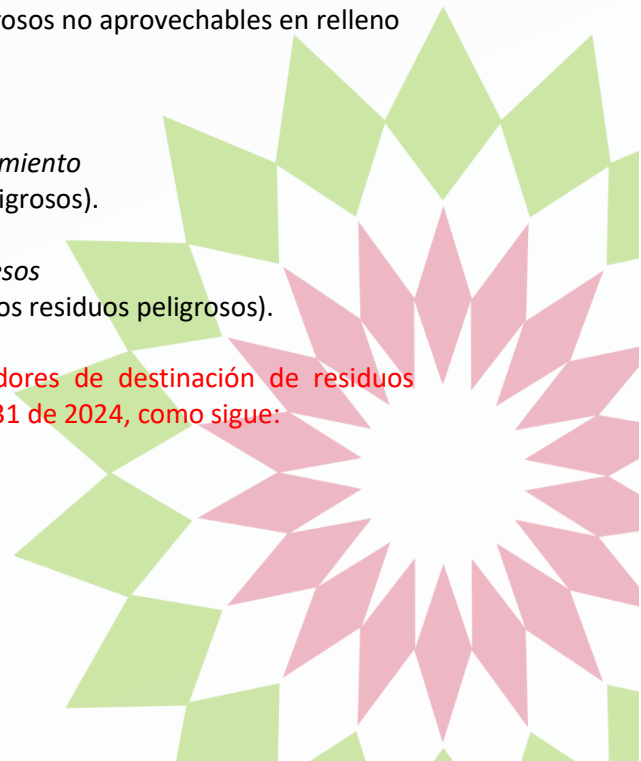 rosos no aprovechables en relleno
miento
igrosos).
esos
os residuos peligrosos).
dores de destinación de residuos
31 de 2024, como sigue: